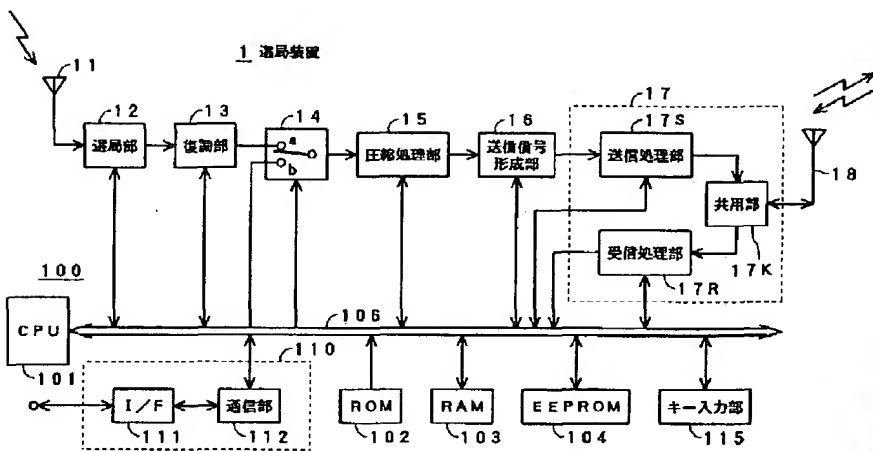 1 選局装置
11
12
13
14
15
16
17
17S
選局部
復調部
a
b
圧縮処理部
送信信号
形成部
送信処理部
18
共用部
受信処理部
17K
17R
100
CPU
101
106
110
I/F
111
通信部
112
ROM
102
RAM
103
EEPROM
104
キー入力部
115